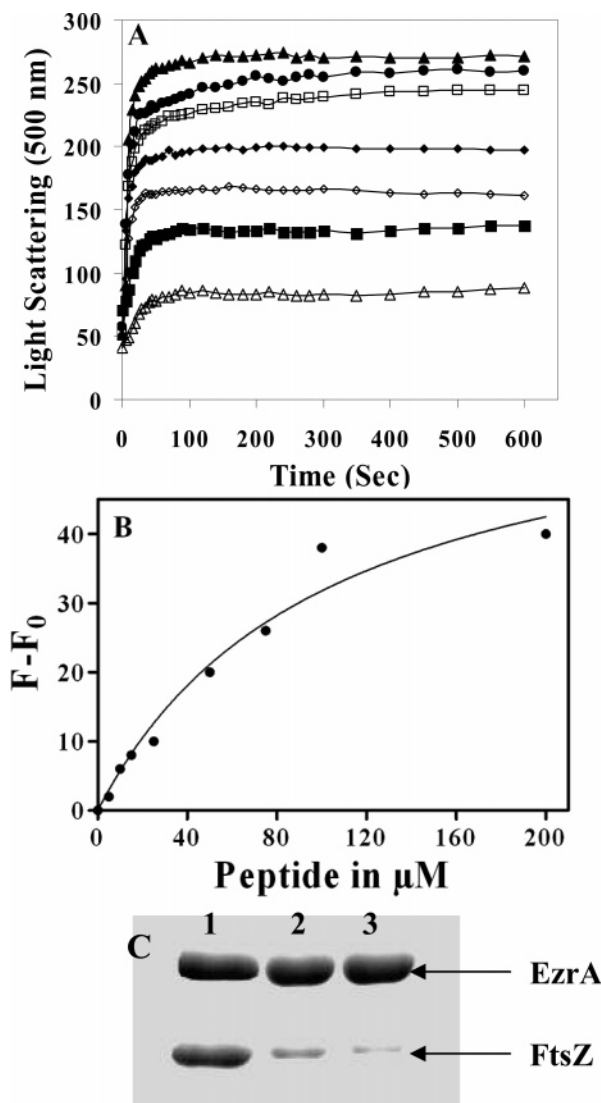 A
Light Scattering (500 nm)
300
250
200
150
100
50
0
0 100 200 300 400 500 600
Time (Sec)
B
F-F0
40
30
20
10
0
0 40 80 120 160 200
Peptide in μM
C
1 2 3
EzrA
FtsZ